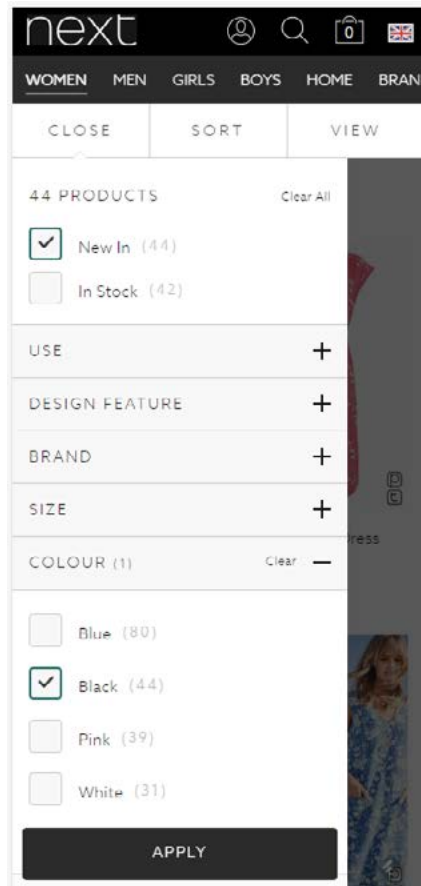 next
0
WOMEN MEN GIRLS BOYS HOME BRAN
CLOSE SORT VIEW
44 PRODUCTS Clear All
New In (44)
In Stock (42)
USE
DESIGN FEATURE
BRAND
SIZE
ress
COLOUR (1) Clear
Blue (80)
Black (44)
Pink (39)
White (31)
APPLY